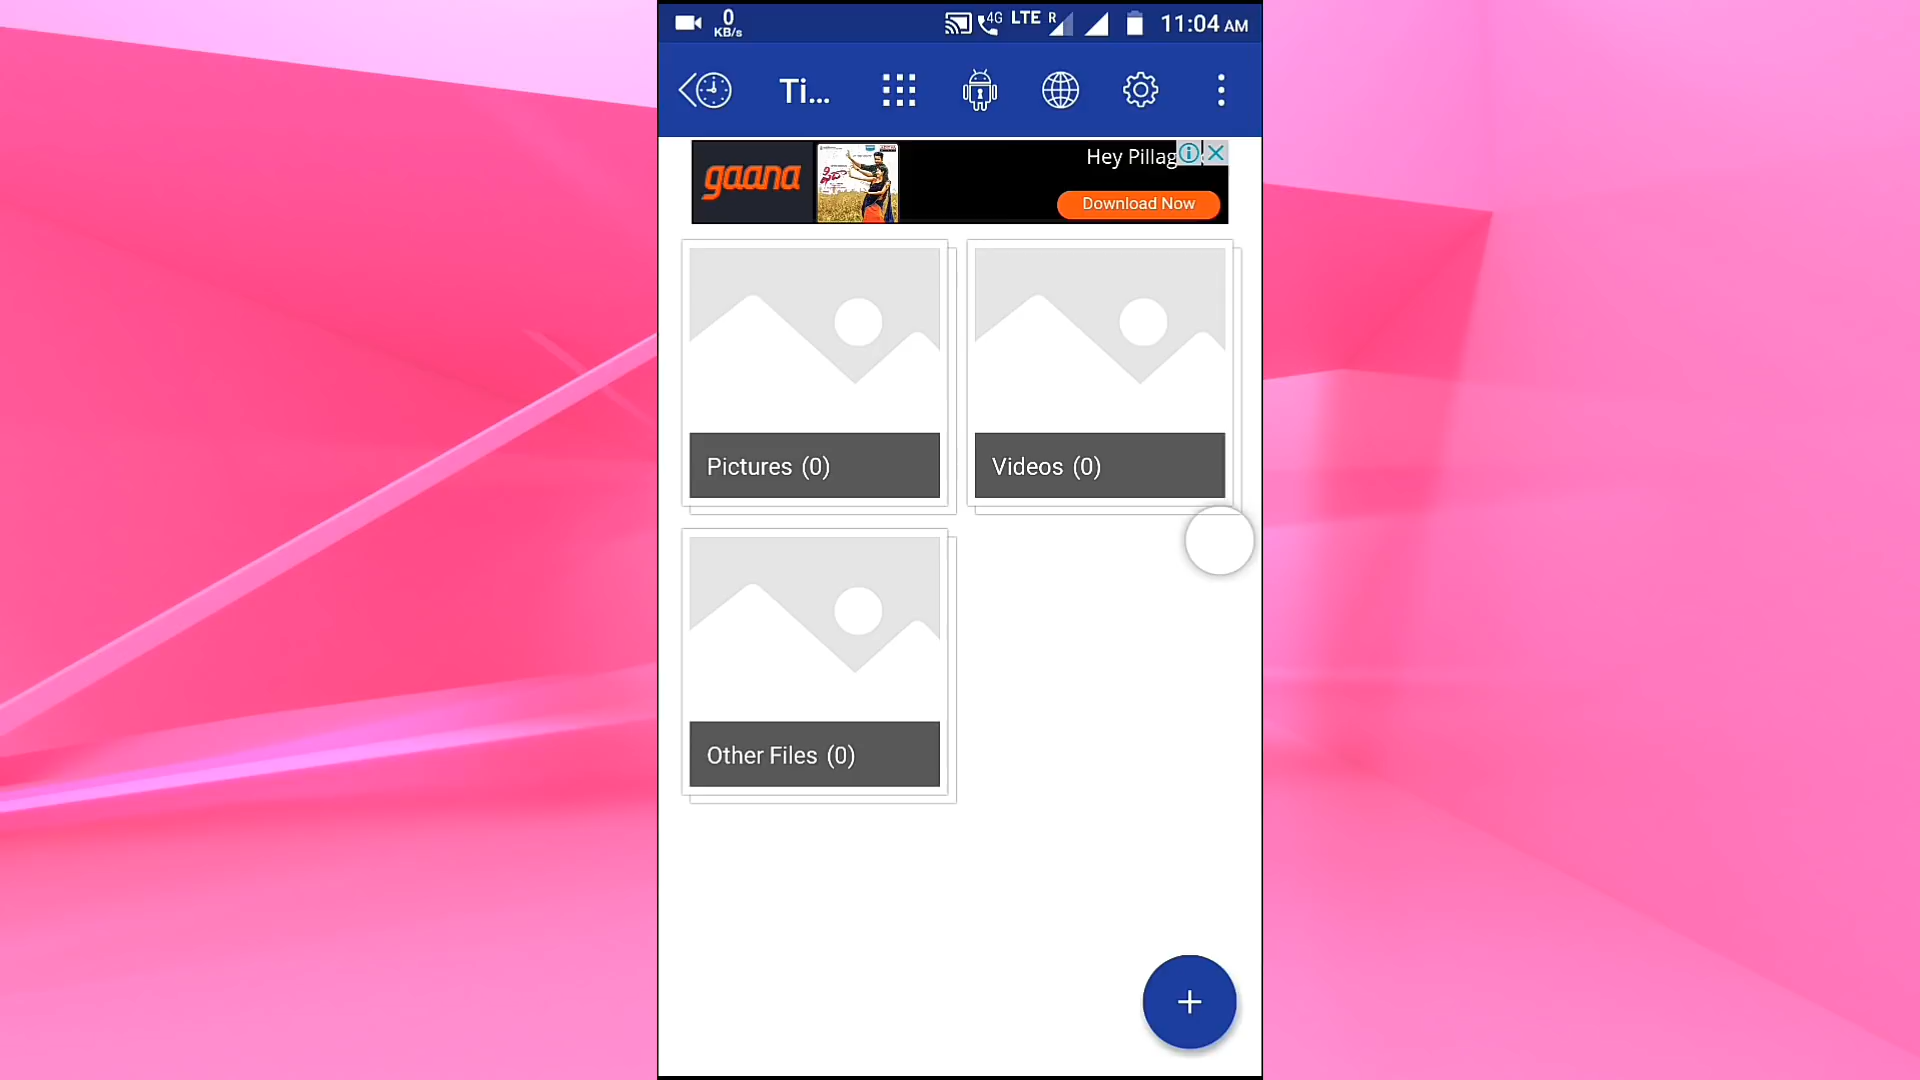 0
KB/s
4G
LTE
R
11:04 AM
Ti...
gaana
ఫిదా
Hey Pillag
Download Now
Pictures (0)
Videos (0)
Other Files (0)